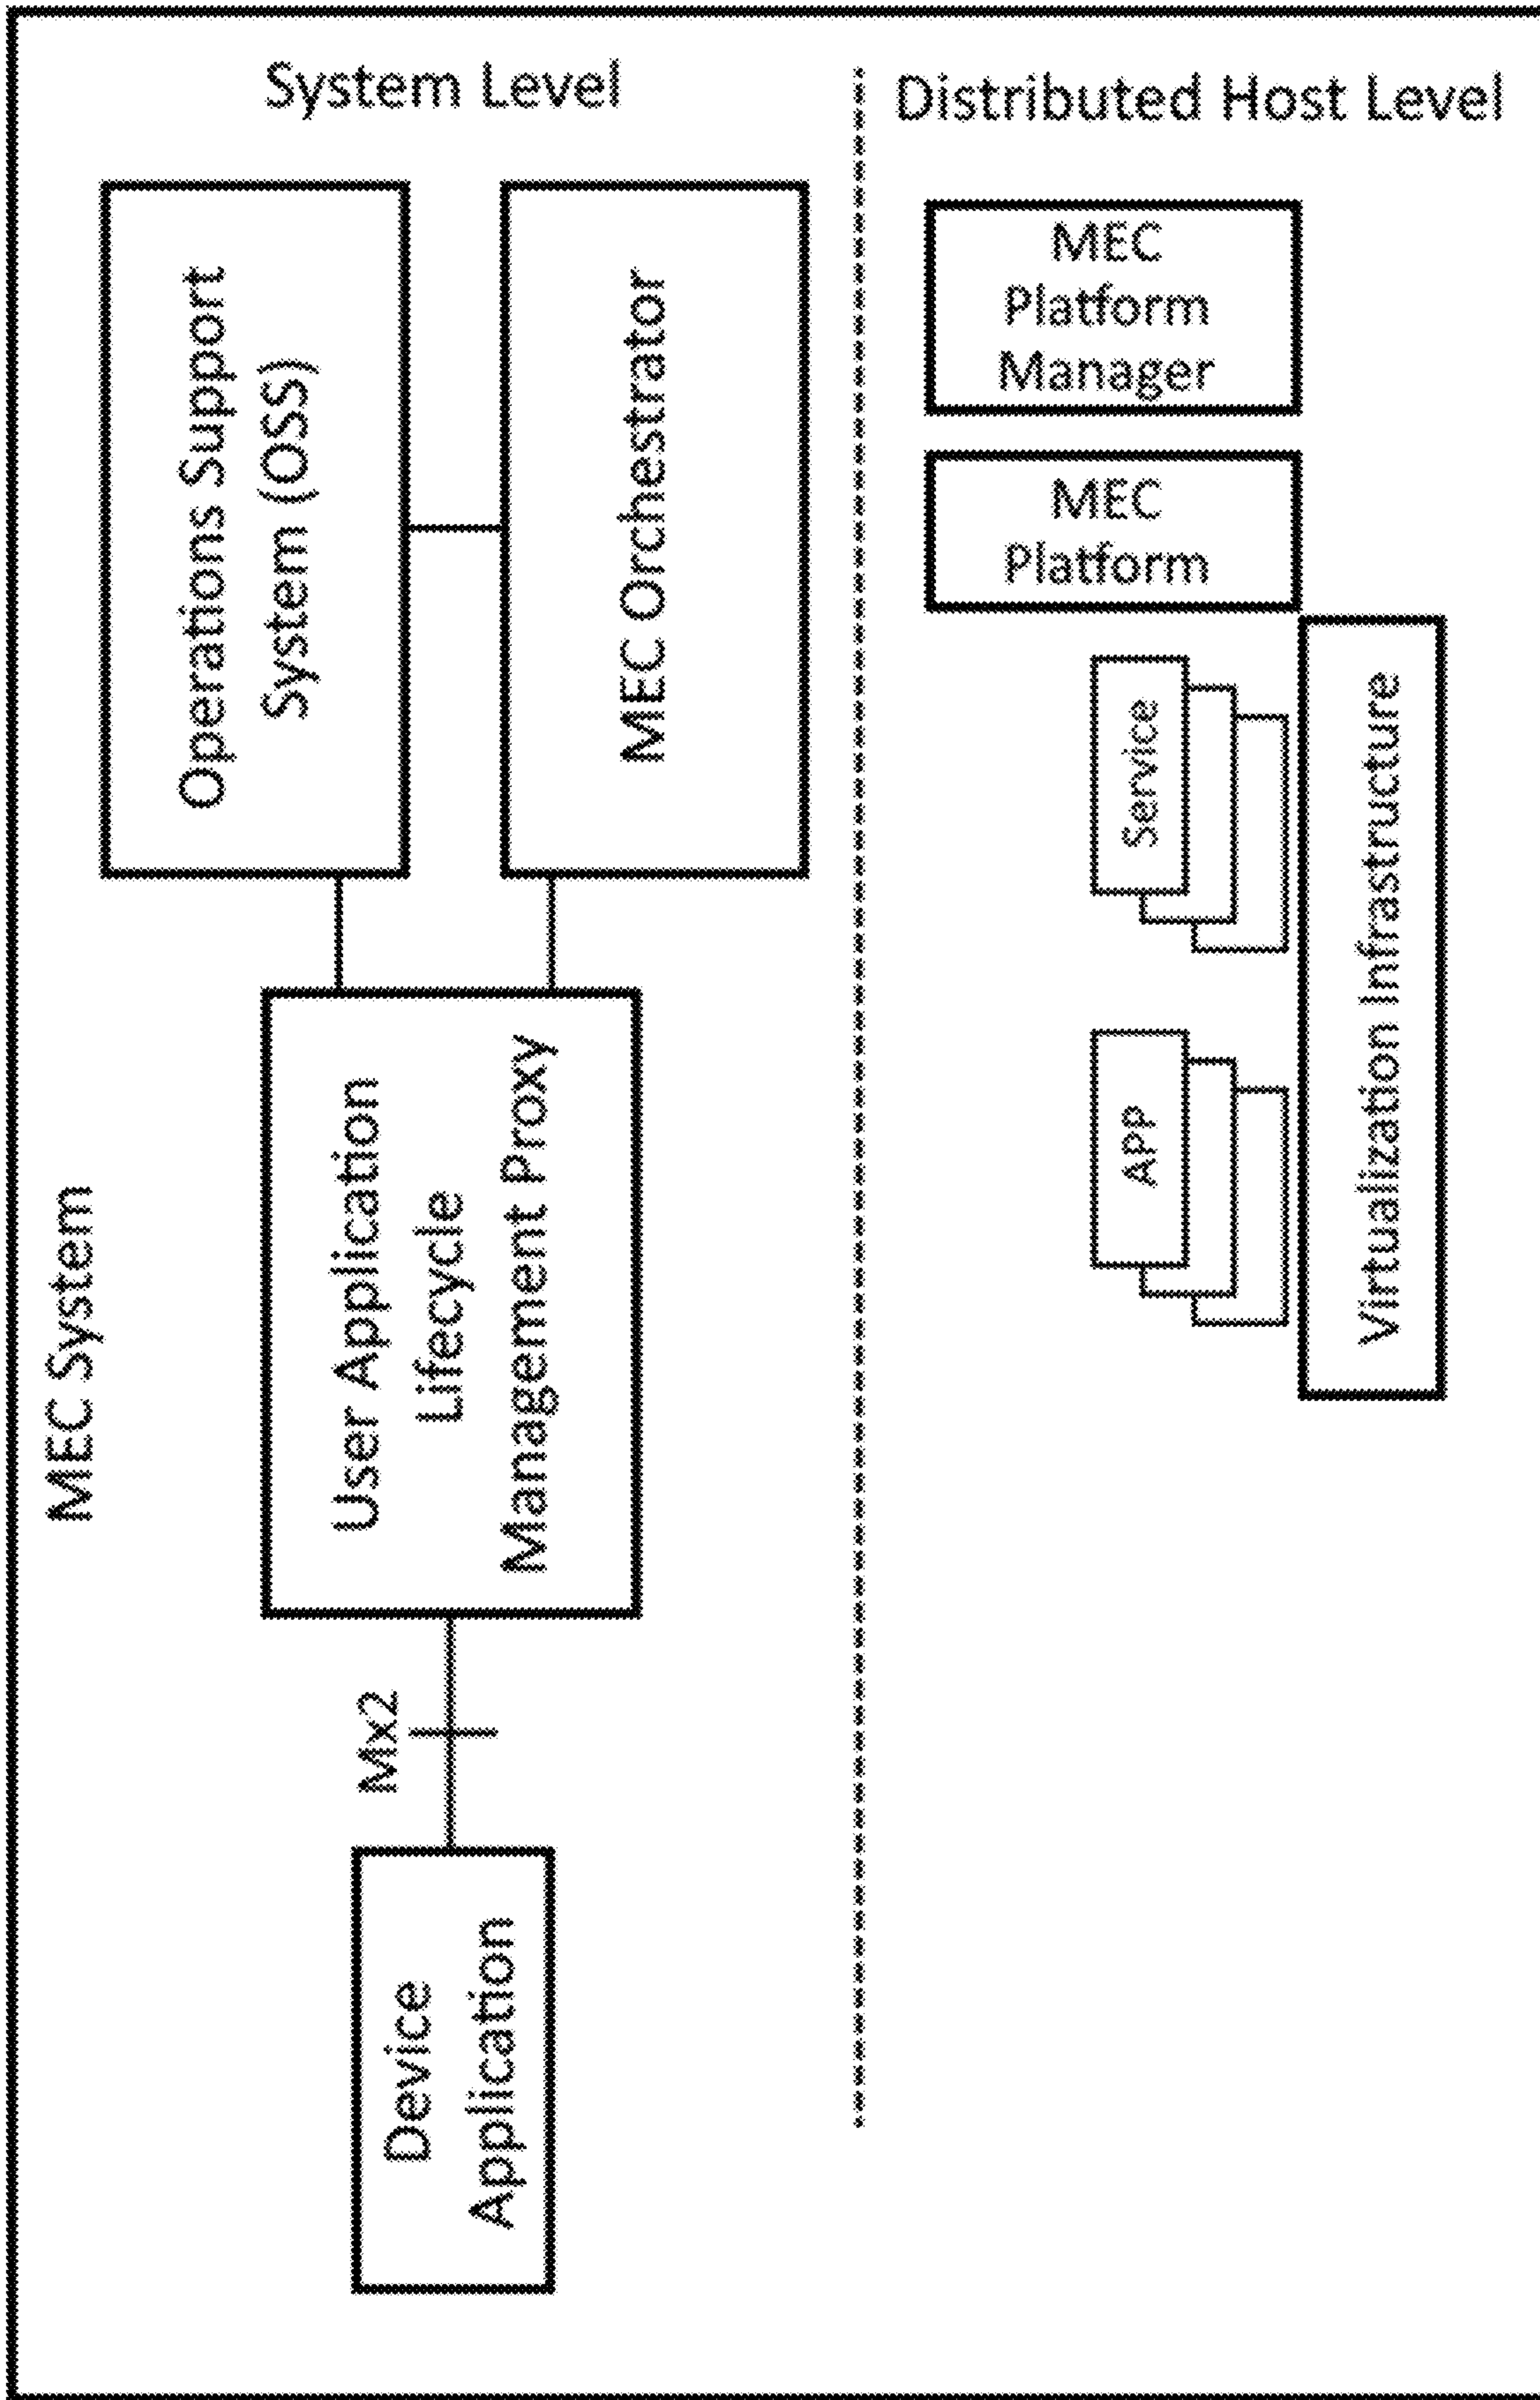 MEC System
System Level
Device
Application
Mx2
User Application
Lifecycle
Management Proxy
Operations Support
System (OSS)
MEC Orchestrator
Distributed Host Level
APP
Service
MEC
Platform
MEC
Platform
Manager
Virtualization Infrastructure